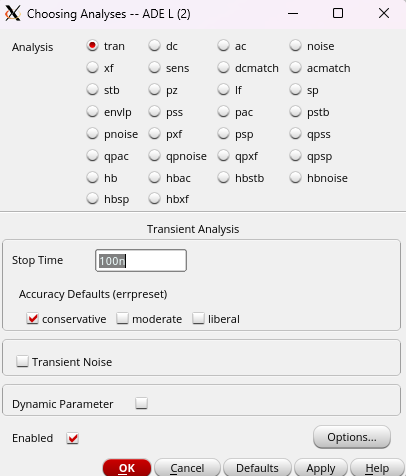 Choosing Analyses -- ADE L (2)
Analysis tran dc ac noise
xf sens dcmatch acmatch
stb pz lf sp
envlp pss pac pstb
pnoise pxf psp qpss
qpac qpnoise qpxf qpsp
hb hbac hbstb hbnoise
hbsp hbxf
Transient Analysis
Stop Time 100n
Accuracy Defaults (errpreset)
conservative moderate liberal
Transient Noise
Dynamic Parameter
Enabled Options...
OK Cancel Defaults Apply Help